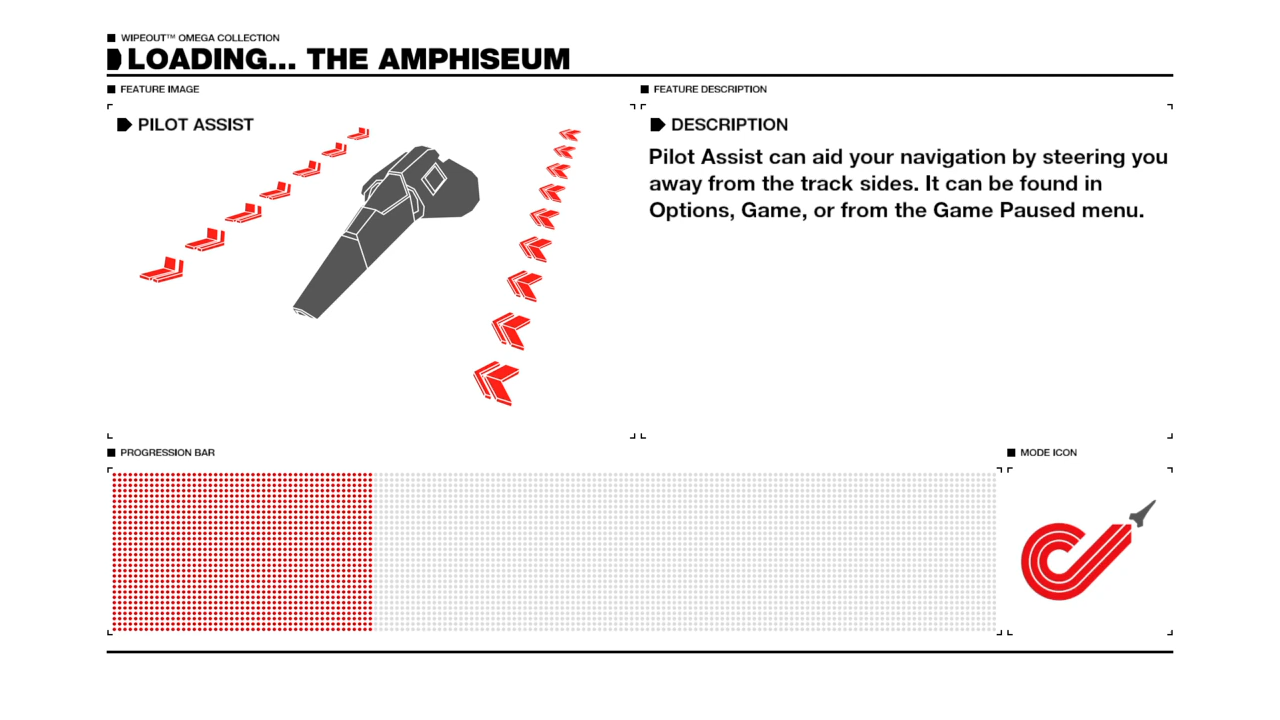 WIPEOUT™ OMEGA COLLECTION
LOADING... THE AMPHISEUM
FEATURE IMAGE
PILOT ASSIST
FEATURE DESCRIPTION
DESCRIPTION
Pilot Assist can aid your navigation by steering you
away from the track sides. It can be found in
Options, Game, or from the Game Paused menu.
PROGRESSION BAR
MODE ICON